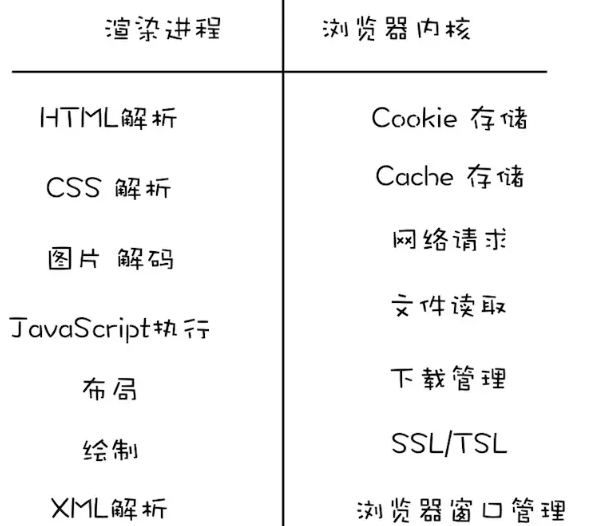 渲染进程 浏览器内核
HTML解析 Cookie 存储
CSS 解析 Cache 存储
图片 解码 网络请求
JavaScript执行 文件读取
布局 下载管理
绘制 SSL/TSL
XML解析 浏览器窗口管理